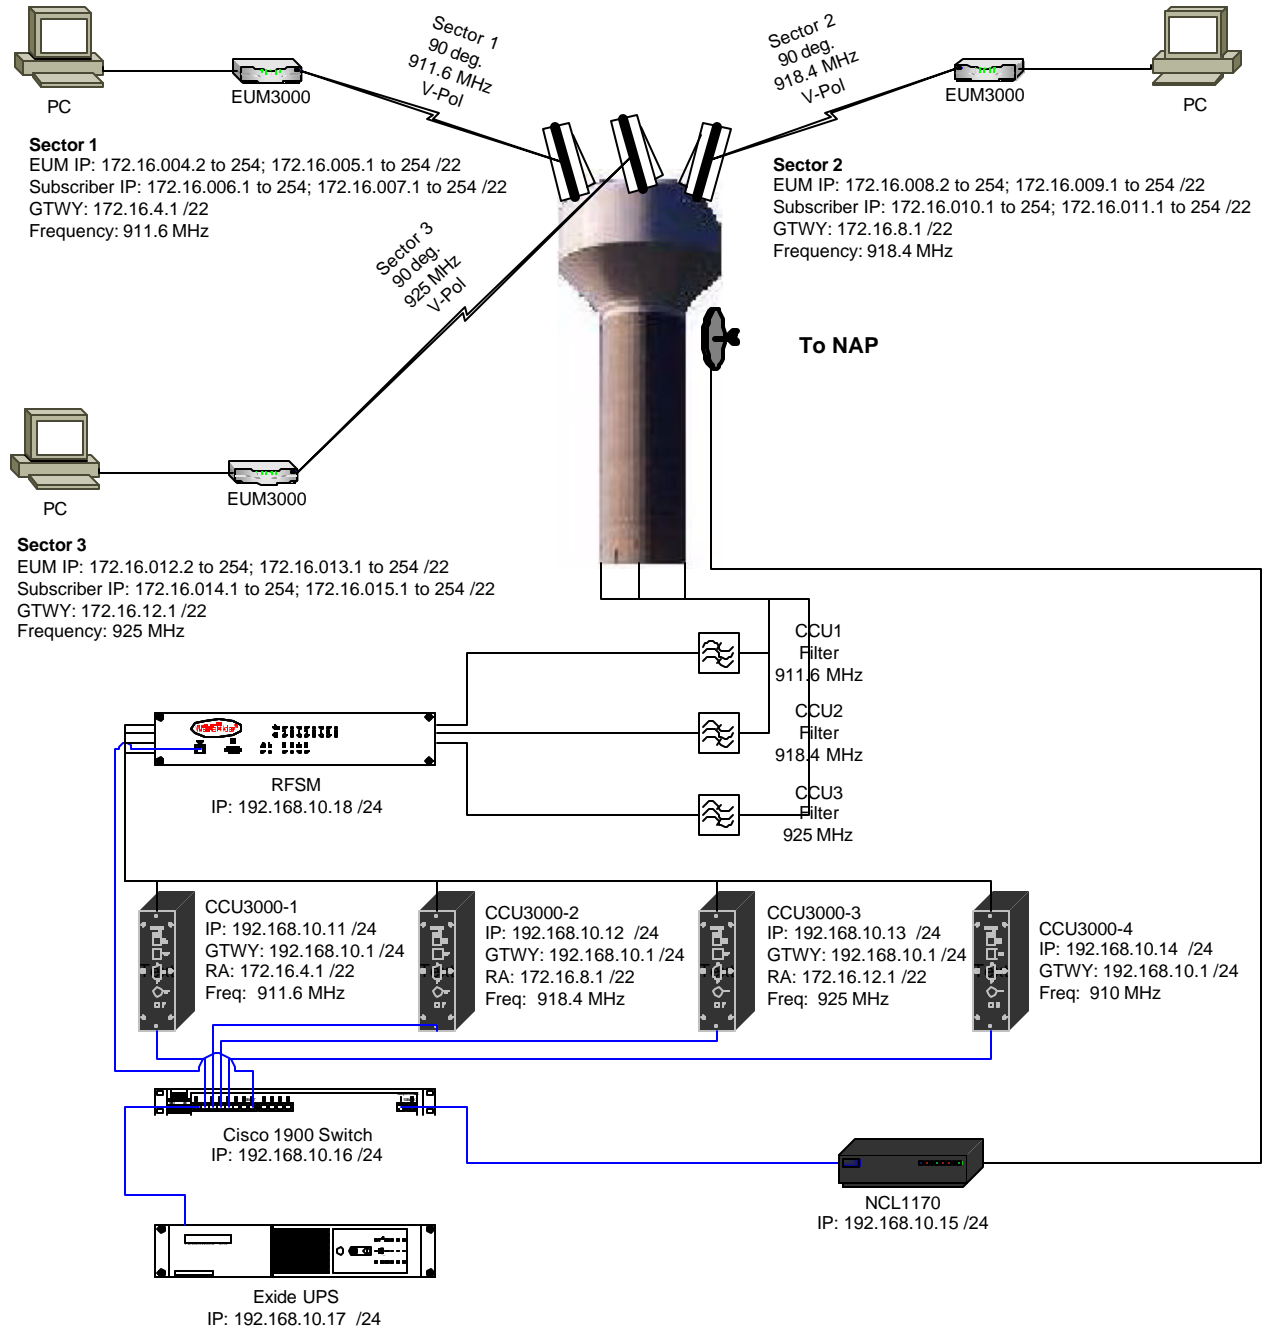 Sector 1
90 deg.
911.6 MHz
V-Pol
Sector 2
90 deg.
918.4 MHz
V-Pol
PC
EUM3000
EUM3000
PC
Sector 1
EUM IP: 172.16.004.2 to 254; 172.16.005.1 to 254 /22
Subscriber IP: 172.16.006.1 to 254; 172.16.007.1 to 254 /22
GTWY: 172.16.4.1 /22
Frequency: 911.6 MHz
Sector 2
EUM IP: 172.16.008.2 to 254; 172.16.009.1 to 254 /22
Subscriber IP: 172.16.010.1 to 254; 172.16.011.1 to 254 /22
GTWY: 172.16.8.1 /22
Frequency: 918.4 MHz
Sector 3
90 deg.
925 MHz
V-Pol
To NAP
PC
EUM3000
Sector 3
EUM IP: 172.16.012.2 to 254; 172.16.013.1 to 254 /22
Subscriber IP: 172.16.014.1 to 254; 172.16.015.1 to 254 /22
GTWY: 172.16.12.1 /22
Frequency: 925 MHz
CCU1
Filter
911.6 MHz
CCU2
Filter
918.4 MHz
CCU3
Filter
925 MHz
RFSM
IP: 192.168.10.18 /24
CCU3000-1
IP: 192.168.10.11 /24
GTWY: 192.168.10.1 /24
RA: 172.16.4.1 /22
Freq: 911.6 MHz
CCU3000-2
IP: 192.168.10.12 /24
GTWY: 192.168.10.1 /24
RA: 172.16.8.1 /22
Freq: 918.4 MHz
CCU3000-3
IP: 192.168.10.13 /24
GTWY: 192.168.10.1 /24
RA: 172.16.12.1 /22
Freq: 925 MHz
CCU3000-4
IP: 192.168.10.14 /24
GTWY: 192.168.10.1 /24
Freq: 910 MHz
Cisco 1900 Switch
IP: 192.168.10.16 /24
NCL1170
IP: 192.168.10.15 /24
Exide UPS
IP: 192.168.10.17 /24